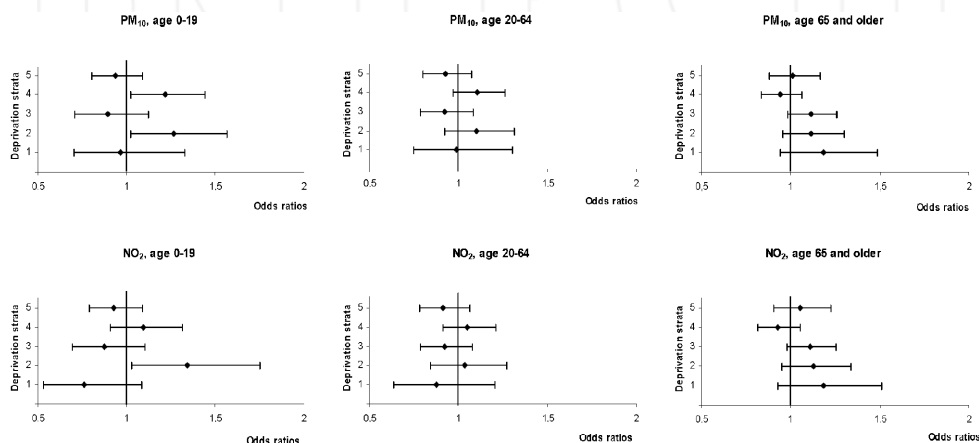 PM₁₀, age 0-19
Deprivation strata
5
4
3
2
1
0.5 1 1.5 2
Odds ratios
PM₁₀, age 20-64
Deprivation strata
5
4
3
2
1
0.5 1 1.5 2
Odds ratios
PM₁₀, age 65 and older
Deprivation strata
5
4
3
2
1
0,5 1 1,5 2
Odds ratios
NO₂, age 0-19
Deprivation strata
5
4
3
2
1
0.5 1 1.5 2
Odds ratios
NO₂, age 20-64
Deprivation strata
5
4
3
2
1
0.5 1 1.5 2
Odds ratios
NO₂, age 65 and older
Deprivation strata
5
4
3
2
1
0.5 1 1.5 2
Odds ratios